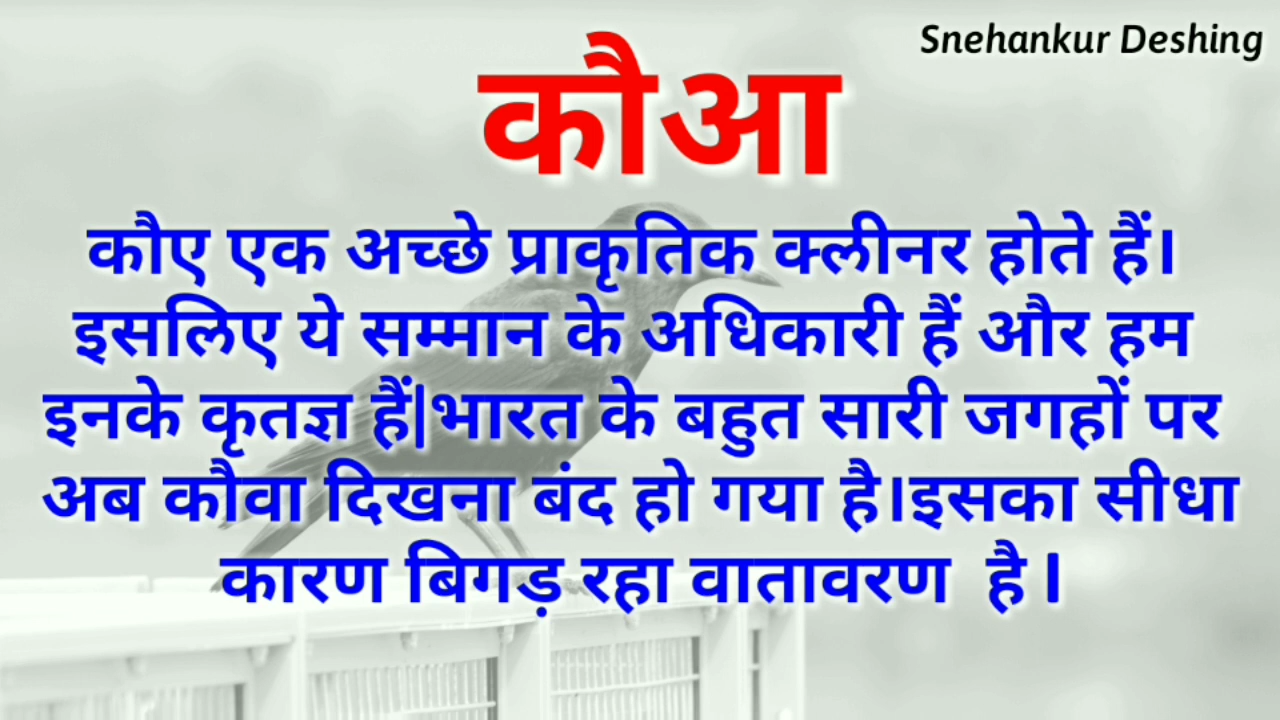 Snehankur Deshing
कौआ
कौए एक अच्छे प्राकृतिक क्लीनर होते हैं।
इसलिए ये सम्मान के अधिकारी हैं और हम
इनके कृतज्ञ हैं|भारत के बहुत सारी जगहों पर
अब कौवा दिखना बंद हो गया है।इसका सीधा
कारण बिगड़ रहा वातावरण है l